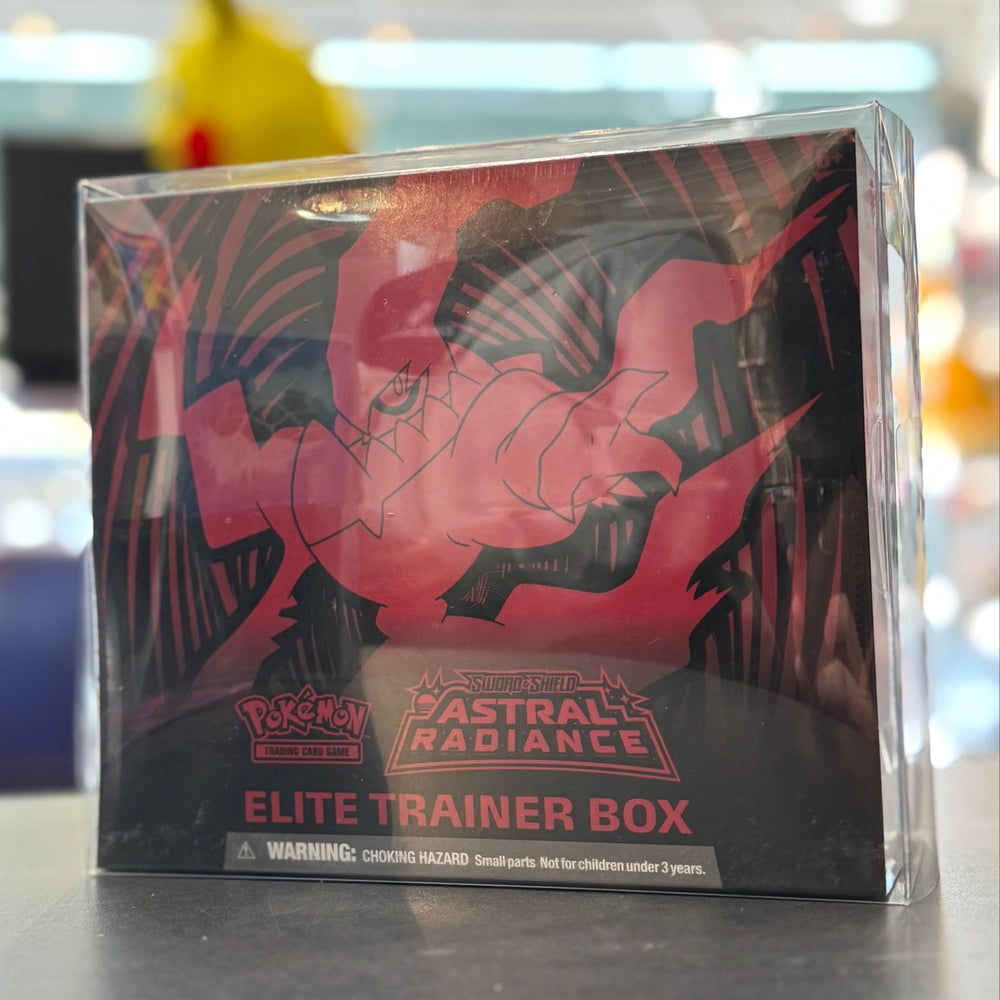 POKéMON
TRADING CARD GAME
SWORD & SHIELD
ASTRAL
RADIANCE
ELITE TRAINER BOX
WARNING: CHOKING HAZARD Small parts Not for children under 3 years.